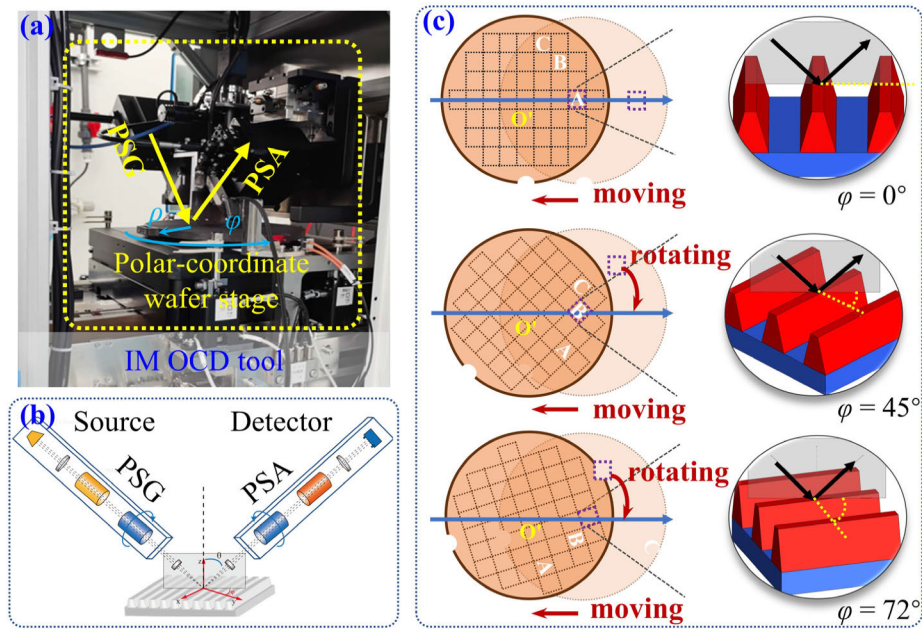 (a)
PSG
PSA
ρ
φ
Polar-coordinate
wafer stage
IM OCD tool
(b)
Source
Detector
PSG
PSA
z
θ
x
y
(c)
C
B
A
O'
moving
φ = 0°
rotating
C
B
O'
A
moving
φ = 45°
rotating
O'
B
A
C
moving
φ = 72°